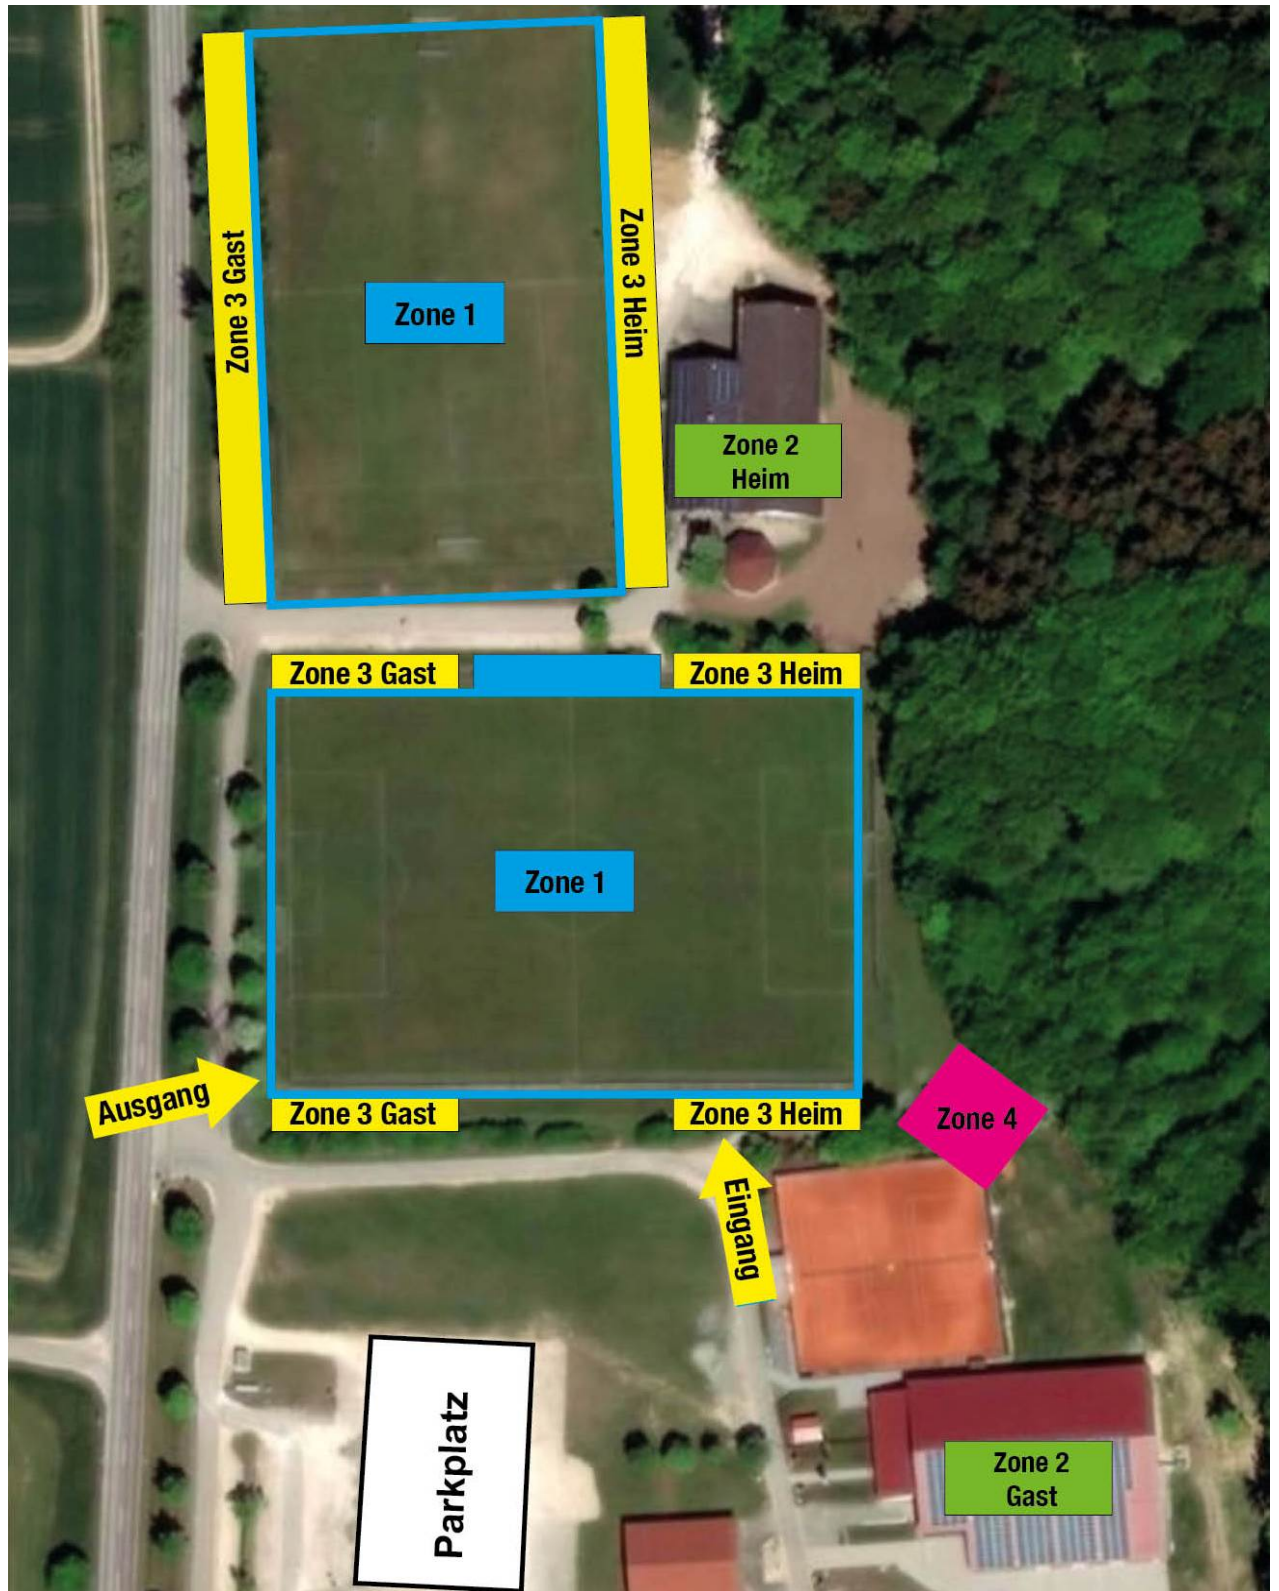 Zone 3 Gast
Zone 1
Zone 3 Heim
Zone 2
Heim
Zone 3 Gast
Zone 3 Heim
Zone 1
Ausgang
Zone 3 Gast
Zone 3 Heim
Zone 4
Eingang
Parkplatz
Zone 2
Gast